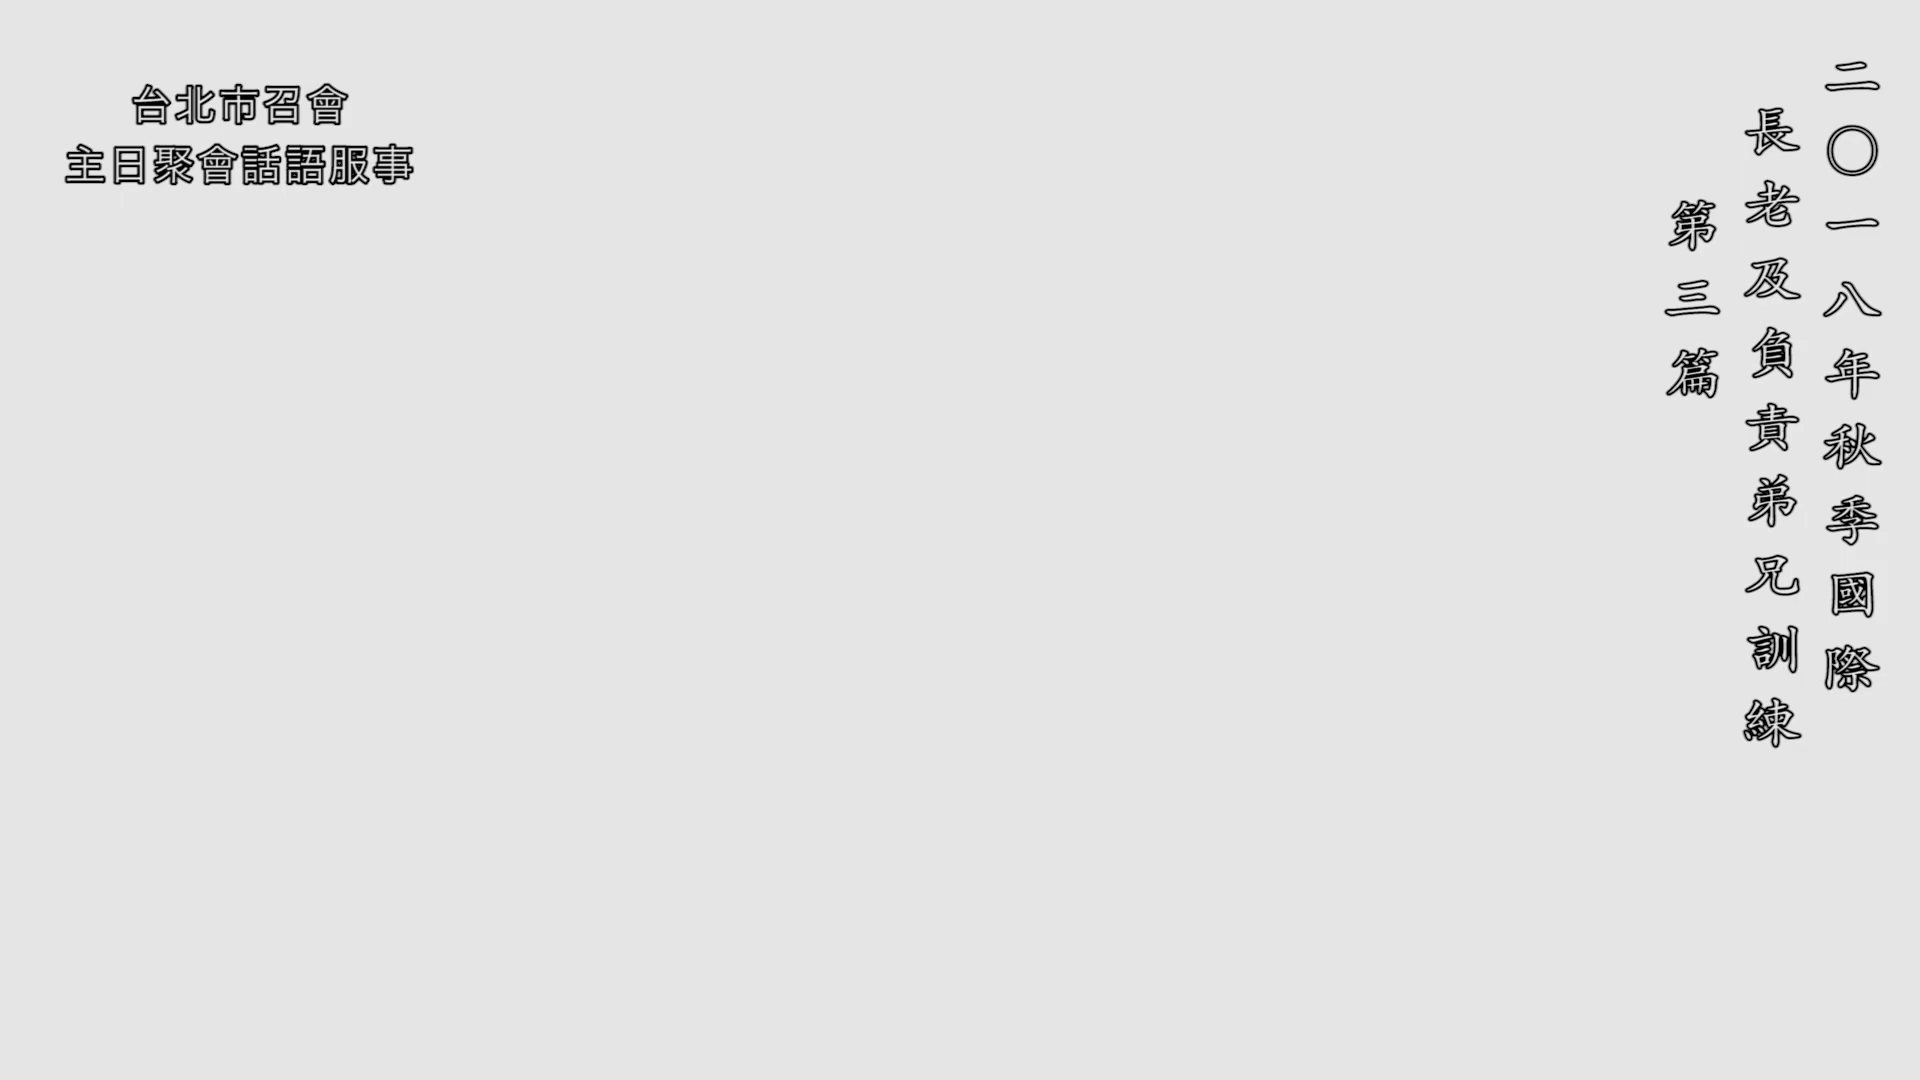 台北市召會
主日聚會話語服事
二〇一八年秋季國際
長老及負責弟兄訓練
第三篇